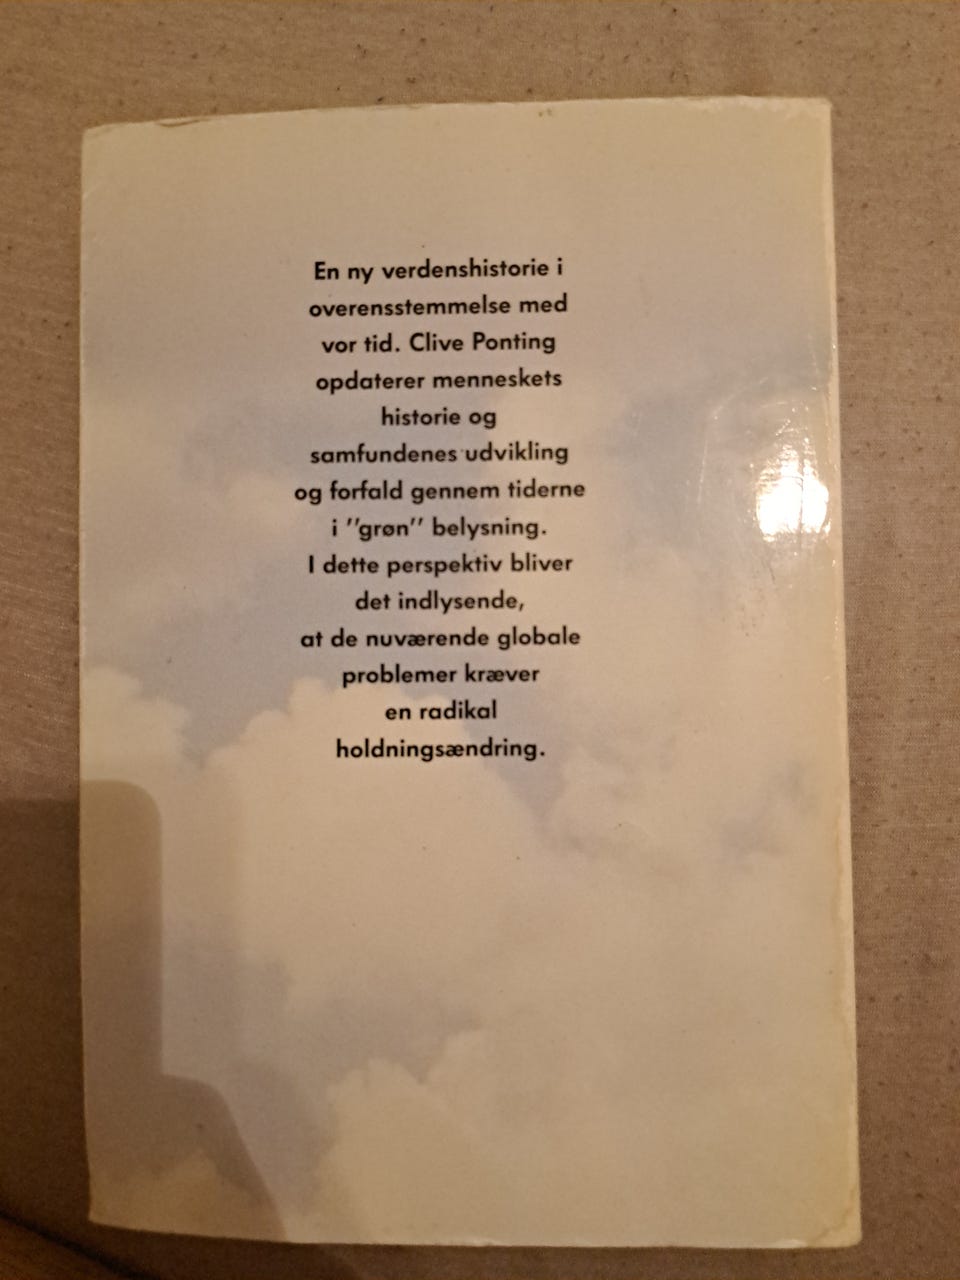 En ny verdenshistorie i
overensstemmelse med
vor tid. Clive Ponting
opdaterer menneskets
historie og
samfundenes udvikling
og forfald gennem tiderne
i "grøn" belysning.
I dette perspektiv bliver
det indlysende,
at de nuværende globale
problemer kræver
en radikal
holdningsændring.